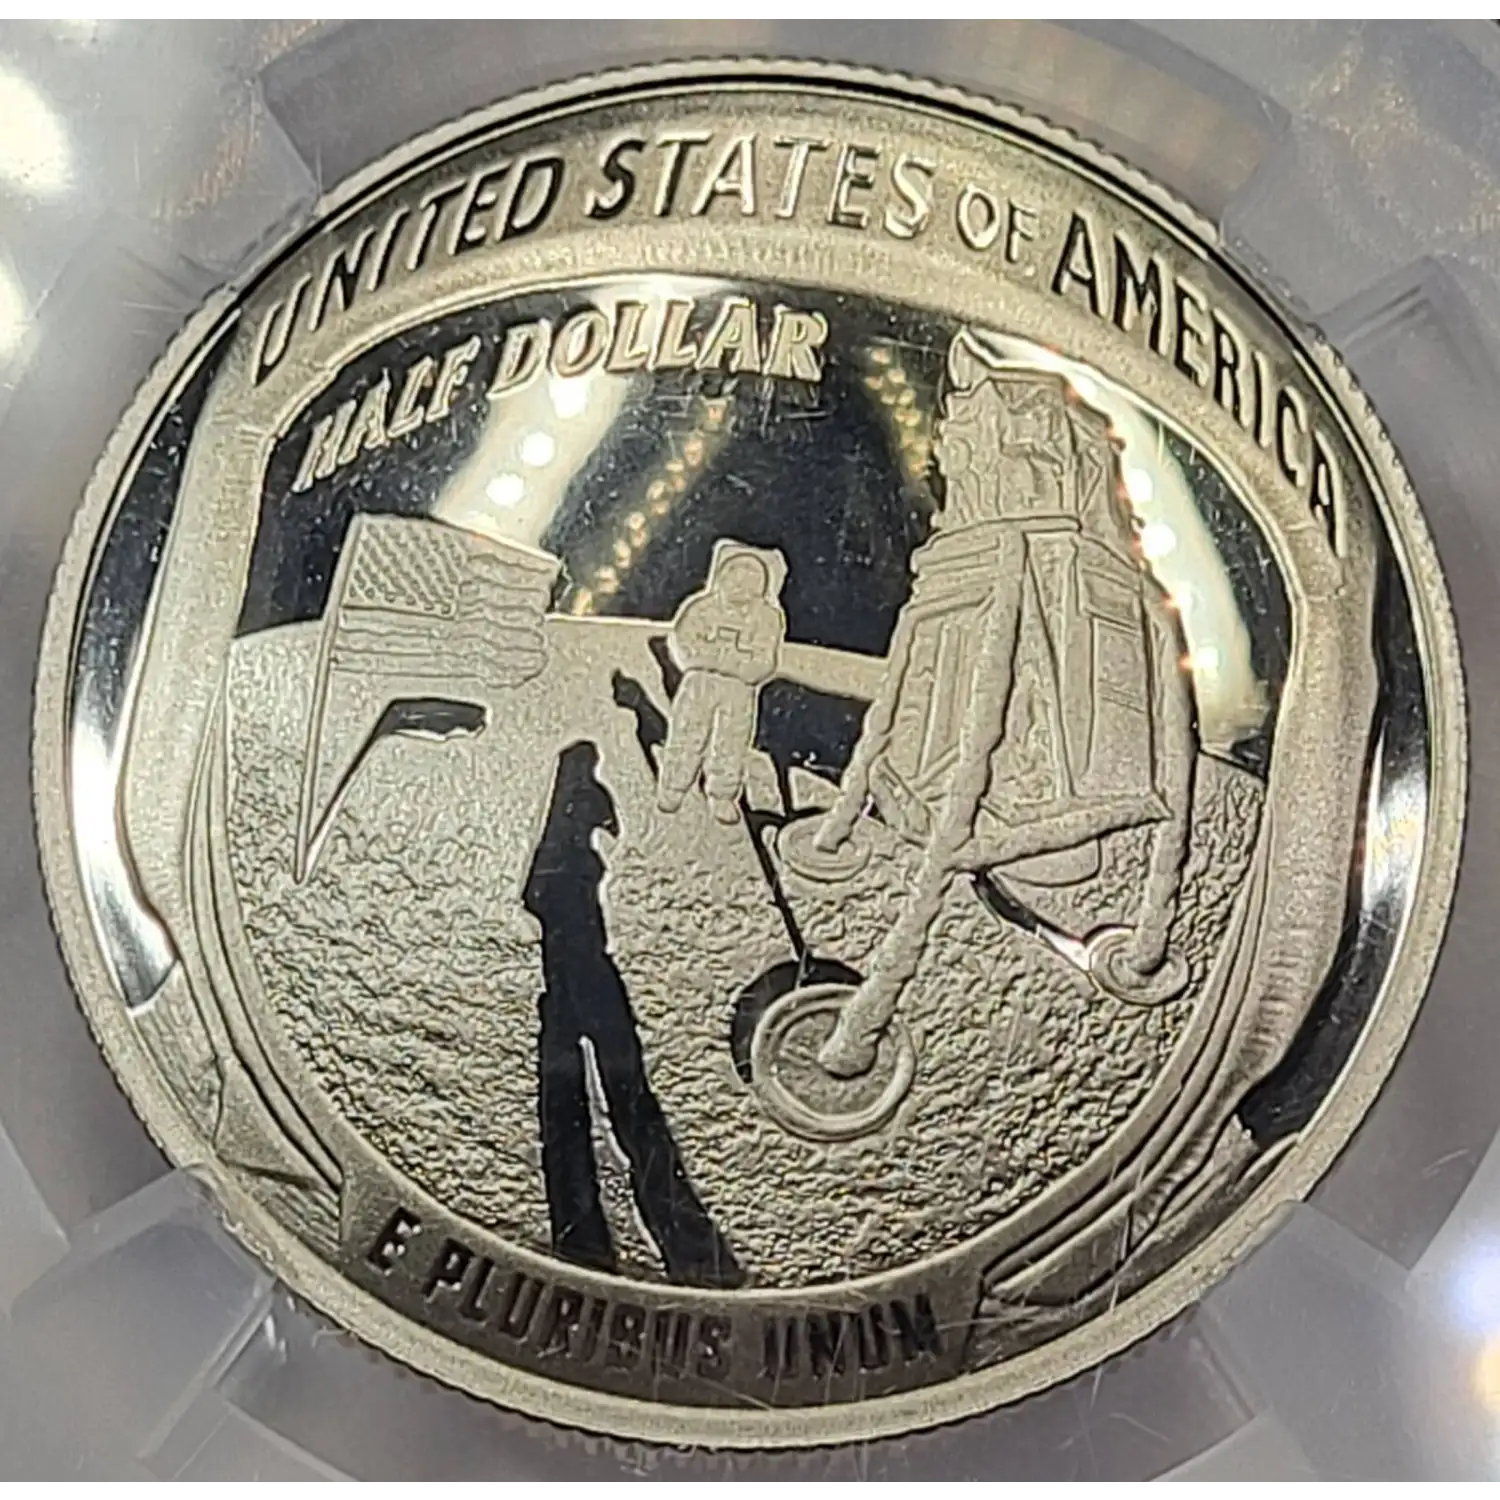 UNITED STATES OF AMERICA
HALF DOLLAR
E PLURIBUS UNUM